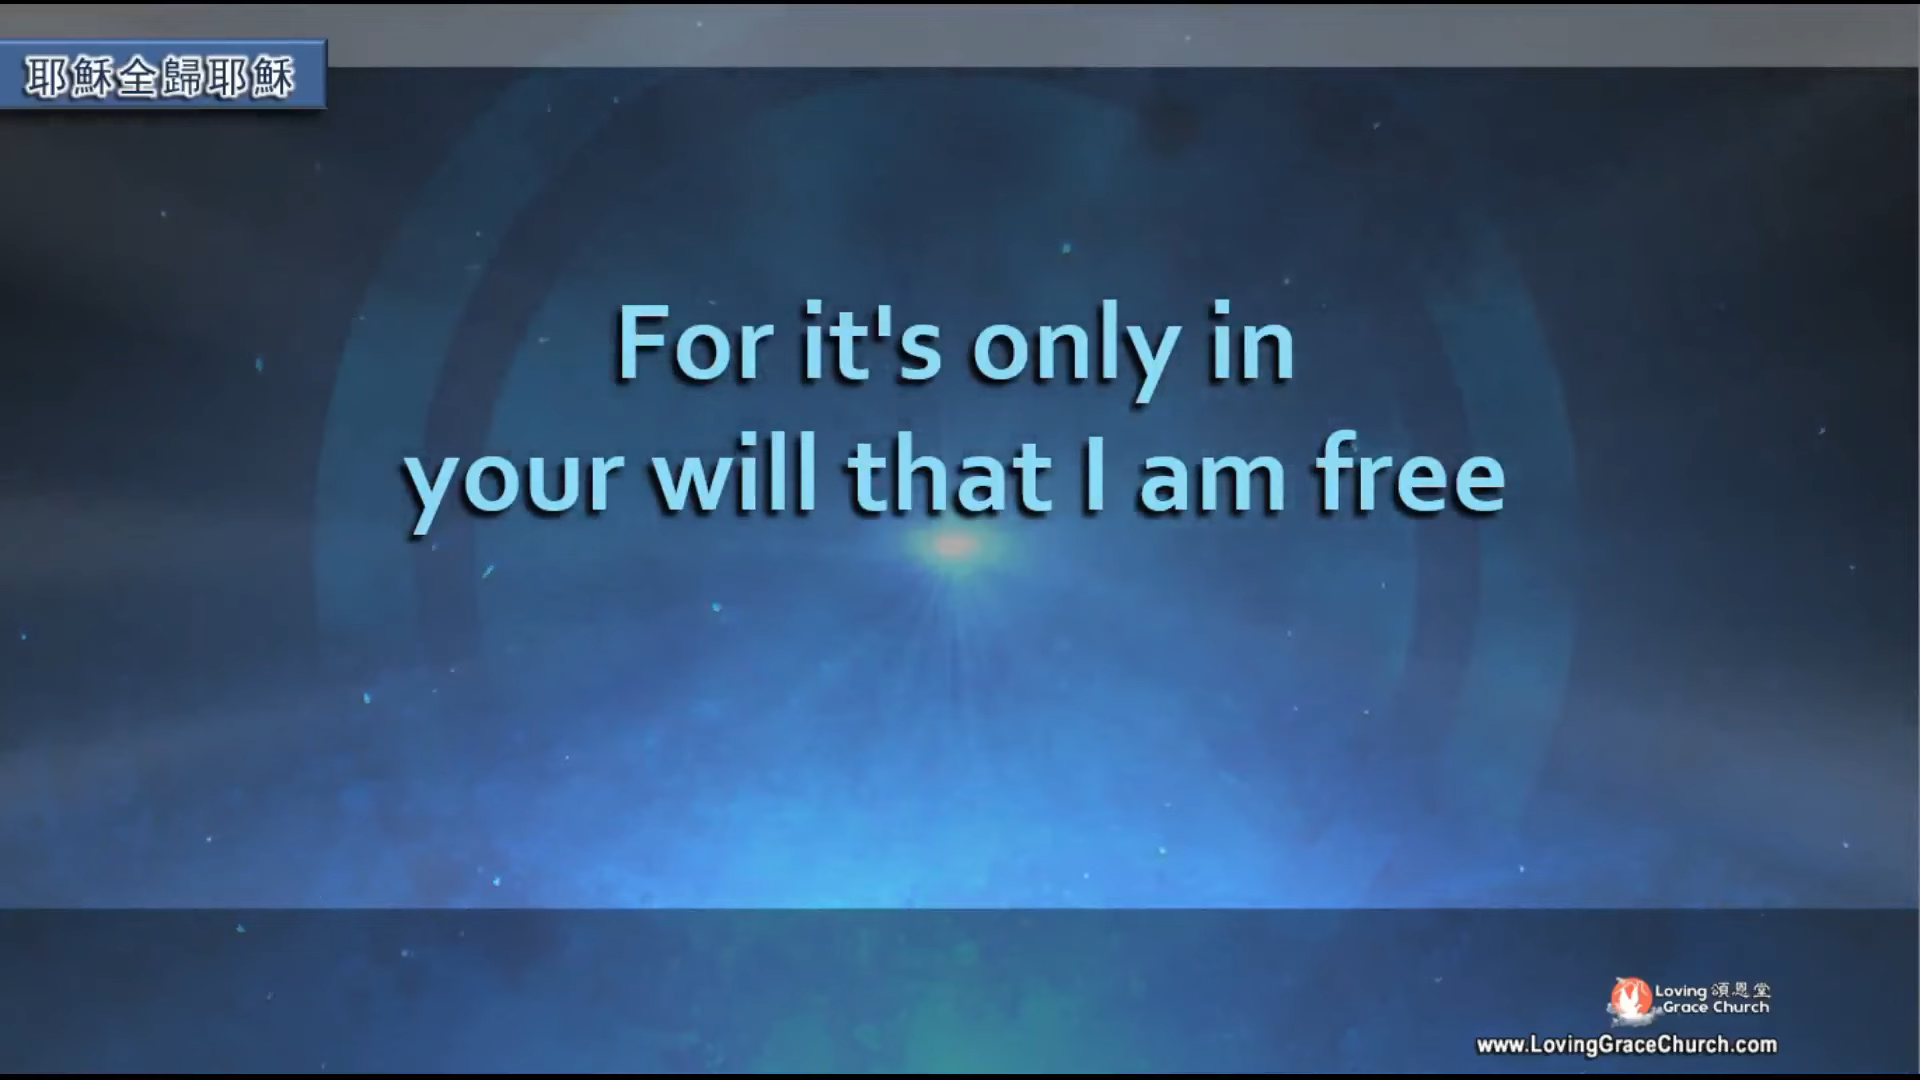 耶穌全歸耶穌
For it's only in
your will that I am free
Loving 頌恩堂
Grace Church
www.LovingGraceChurch.com